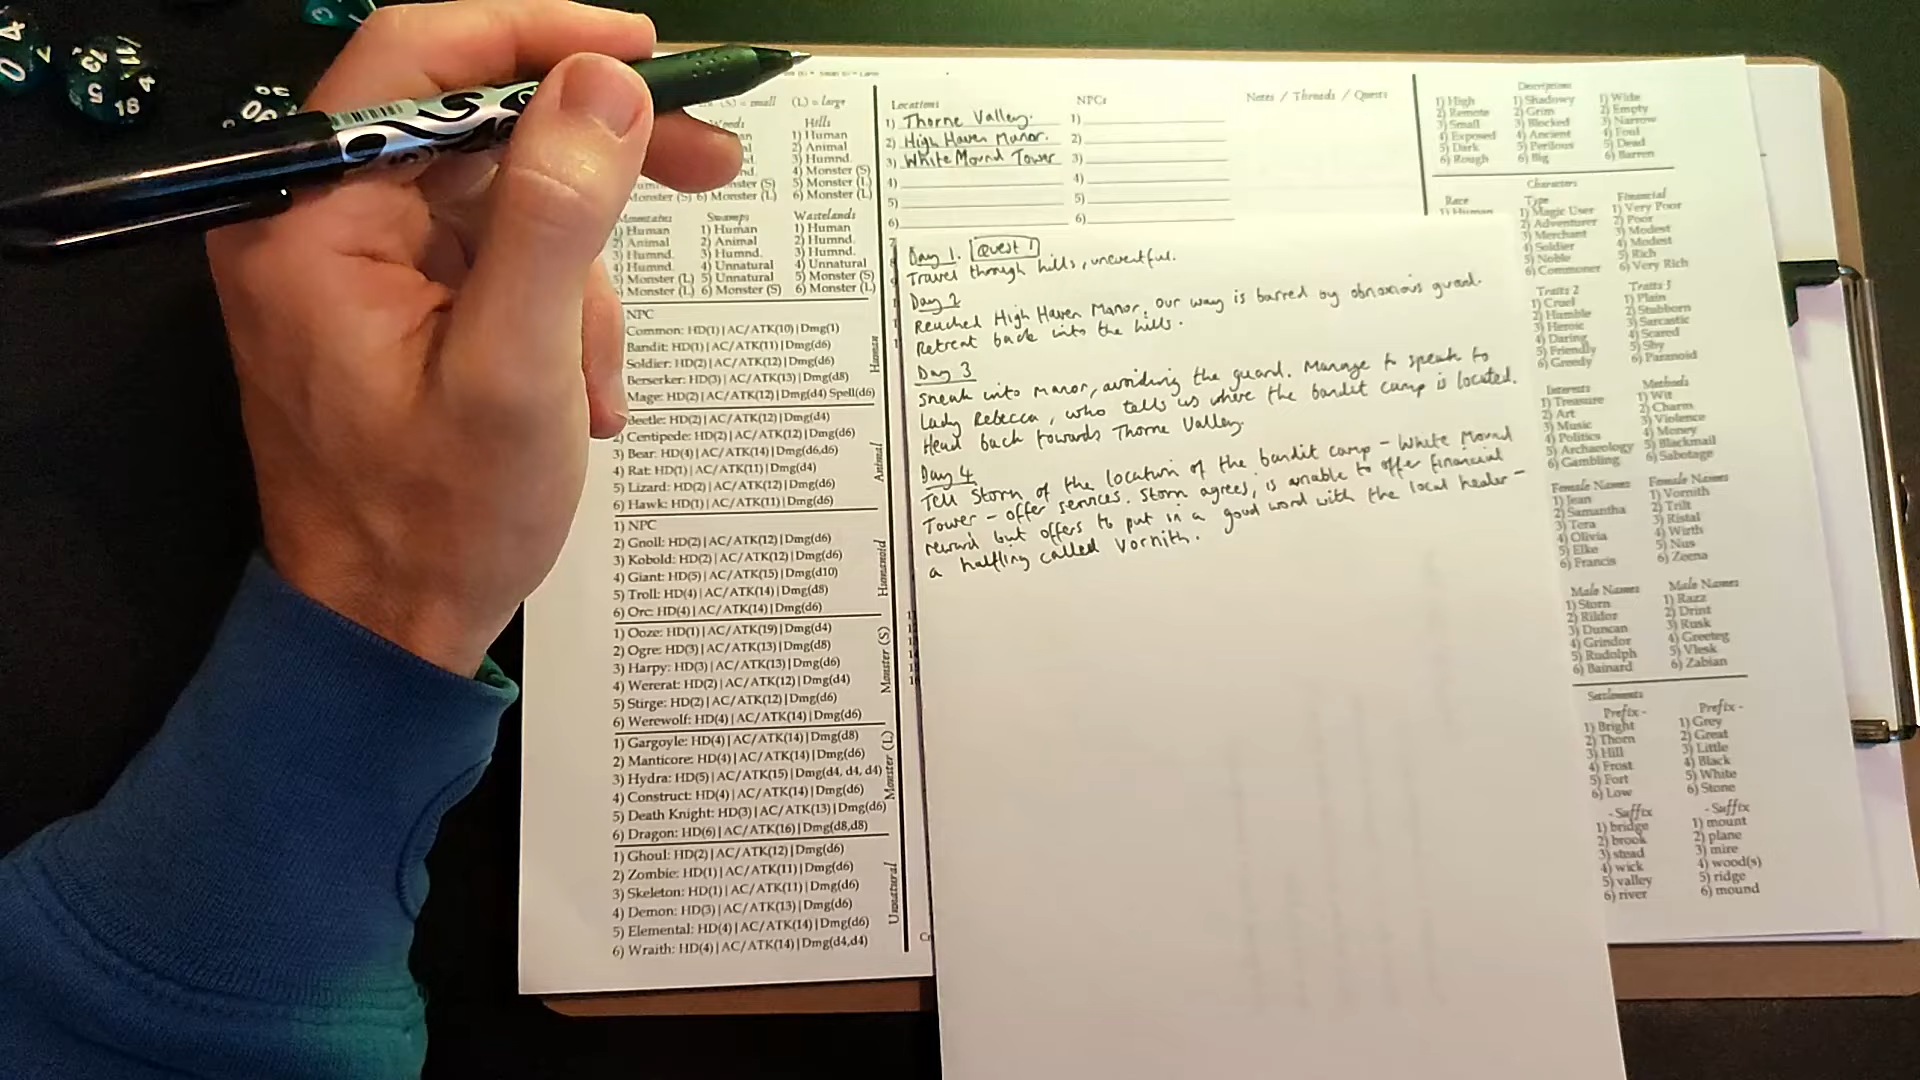 (S) = small (L) = large
Hills
1) Human
2) Animal
3) Humnd.
4) Monster (S)
5) Monster (L)
6) Monster (L)
Monster (S) 6) Monster (L)
Mountains
1) Human
2) Animal
3) Humnd.
4) Humnd.
5) Monster (L)
6) Monster (L)
Swamps
1) Human
2) Animal
3) Humnd.
4) Unnatural
5) Unnatural
6) Monster (S)
Wastelands
1) Human
2) Humnd.
3) Humnd.
4) Unnatural
5) Monster (S)
6) Monster (L)
NPC
Common: HD(1)|AC/ATK(10)|Dmg(1)
Bandit: HD(1)|AC/ATK(11)|Dmg(d6)
Soldier: HD(2)|AC/ATK(12)|Dmg(d6)
Berserker: HD(3)|AC/ATK(13)|Dmg(d8)
Mage: HD(2)|AC/ATK(12)|Dmg(d4) Spell(d6)
Human
Beetle: HD(2)|AC/ATK(12)|Dmg(d4)
2) Centipede: HD(2)|AC/ATK(12)|Dmg(d6)
3) Bear: HD(4)|AC/ATK(14)|Dmg(d6,d6)
4) Rat: HD(1)|AC/ATK(11)|Dmg(d4)
5) Lizard: HD(2)|AC/ATK(12)|Dmg(d6)
6) Hawk: HD(1)|AC/ATK(11)|Dmg(d6)
Animal
1) NPC
2) Gnoll: HD(2)|AC/ATK(12)|Dmg(d6)
3) Kobold: HD(2)|AC/ATK(12)|Dmg(d6)
4) Giant: HD(5)|AC/ATK(15)|Dmg(d10)
5) Troll: HD(4)|AC/ATK(14)|Dmg(d8)
6) Orc: HD(4)|AC/ATK(14)|Dmg(d6)
Humanoid
1) Ooze: HD(1)|AC/ATK(19)|Dmg(d4)
2) Ogre: HD(3)|AC/ATK(13)|Dmg(d8)
3) Harpy: HD(3)|AC/ATK(13)|Dmg(d6)
4) Wererat: HD(2)|AC/ATK(12)|Dmg(d4)
5) Stirge: HD(2)|AC/ATK(12)|Dmg(d6)
6) Werewolf: HD(4)|AC/ATK(14)|Dmg(d6)
Monster (S)
1) Gargoyle: HD(4)|AC/ATK(14)|Dmg(d8)
2) Manticore: HD(4)|AC/ATK(14)|Dmg(d6)
3) Hydra: HD(5)|AC/ATK(15)|Dmg(d4, d4, d4)
4) Construct: HD(4)|AC/ATK(14)|Dmg(d6)
5) Death Knight: HD(3)|AC/ATK(13)|Dmg(d6)
6) Dragon: HD(6)|AC/ATK(16)|Dmg(d8,d8)
Monster (L)
1) Ghoul: HD(2)|AC/ATK(12)|Dmg(d6)
2) Zombie: HD(1)|AC/ATK(11)|Dmg(d6)
3) Skeleton: HD(1)|AC/ATK(11)|Dmg(d6)
4) Demon: HD(3)|AC/ATK(13)|Dmg(d6)
5) Elemental: HD(4)|AC/ATK(14)|Dmg(d6)
6) Wraith: HD(4)|AC/ATK(14)|Dmg(d4,d4)
Unnatural
Locations
1) Thorne Valley.
2) High Haven Manor.
3) White Mound Tower
4)
5)
6)
NPCs
1)
2)
3)
4)
5)
6)
Notes / Threads / Quests
Day 1. Quest 1
Travel through hills, uneventful.
Day 2
Reached High Haven Manor, our way is barred by obnoxious guard.
Retreat back into the hills.
Day 3
Sneak into manor, avoiding the guard. Manage to speak to
Lady Rebecca, who tells us where the bandit camp is located.
Head back towards Thorne Valley.
Day 4
Tell Storn of the location of the bandit camp - White Mound
Tower - offer services. Storn agrees, is unable to offer financial
reward but offers to put in a good word with the local healer -
a halfling called Vornith.
Descriptions
1) High
2) Remote
3) Small
4) Exposed
5) Dark
6) Rough
1) Shadowy
2) Grim
3) Blocked
4) Ancient
5) Perilous
6) Big
1) Wide
2) Empty
3) Narrow
4) Foul
5) Dead
6) Barren
Characters
Race
1) Human
Type
1) Magic User
2) Adventurer
3) Merchant
4) Soldier
5) Noble
6) Commoner
Financial
1) Very Poor
2) Poor
3) Modest
4) Modest
5) Rich
6) Very Rich
Traits 2
1) Cruel
2) Humble
3) Heroic
4) Daring
5) Friendly
6) Greedy
Traits 3
1) Plain
2) Stubborn
3) Sarcastic
4) Scared
5) Shy
6) Paranoid
Interests
1) Treasure
2) Art
3) Music
4) Politics
5) Archaeology
6) Gambling
Methods
1) Wit
2) Charm
3) Violence
4) Money
5) Blackmail
6) Sabotage
Female Names
1) Jean
2) Samantha
3) Tera
4) Olivia
5) Elke
6) Francis
Female Names
1) Vornith
2) Trilt
3) Ristal
4) Wirth
5) Nus
6) Zeena
Male Names
1) Storn
2) Rildor
3) Duncan
4) Grindor
5) Rudolph
6) Bainard
Male Names
1) Razz
2) Drint
3) Rusk
4) Greeteg
5) Vlesk
6) Zabian
Settlements
Prefix -
1) Bright
2) Thorn
3) Hill
4) Frost
5) Fort
6) Low
Prefix -
1) Grey
2) Great
3) Little
4) Black
5) White
6) Stone
- Suffix
1) bridge
2) brook
3) stead
4) wick
5) valley
6) river
- Suffix
1) mount
2) plane
3) mire
4) wood(s)
5) ridge
6) mound